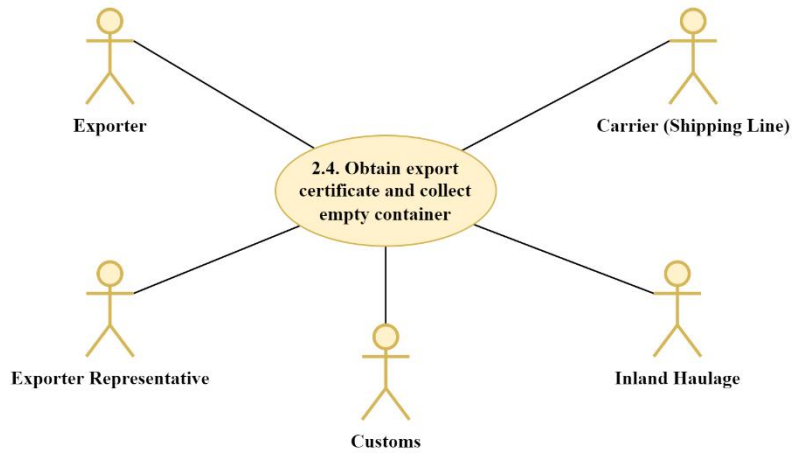 Exporter
Carrier (Shipping Line)
2.4. Obtain export
certificate and collect
empty container
Exporter Representative
Inland Haulage
Customs